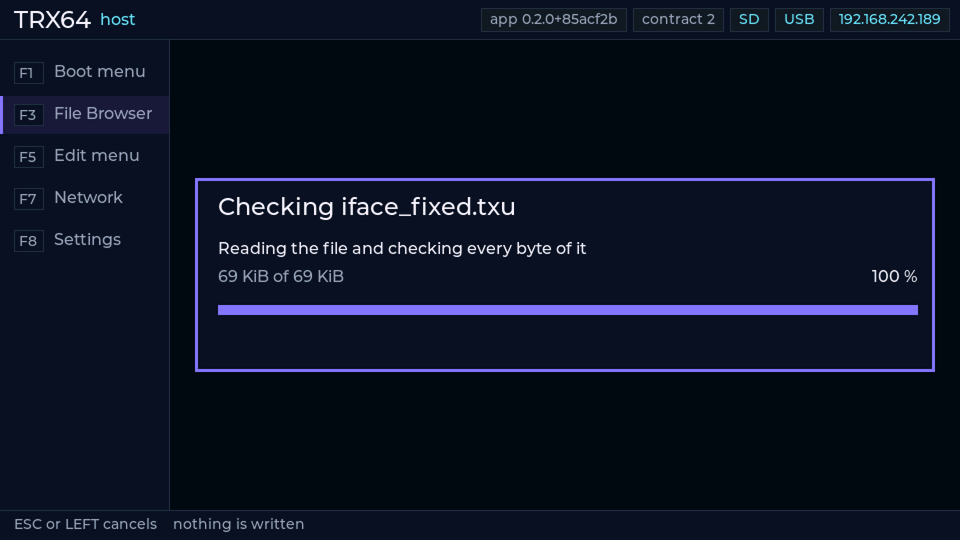 TRX64 host app 0.2.0+85acf2b contract 2 SD USB 192.168.242.189
F1 Boot menu
F3 File Browser
F5 Edit menu
F7 Network
F8 Settings
Checking iface_fixed.txu
Reading the file and checking every byte of it
69 KiB of 69 KiB 100 %
ESC or LEFT cancels nothing is written